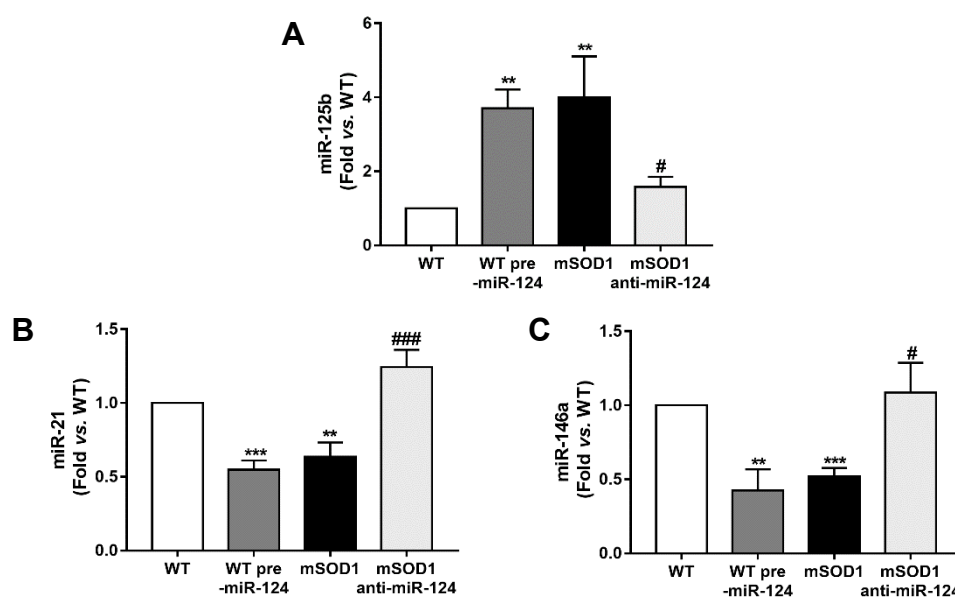 A
miR-125b
(Fold vs. WT)
6
4
2
0
**
**
#
WT
WT pre
-miR-124
mSOD1
mSOD1
anti-miR-124
B
miR-21
(Fold vs. WT)
1.5
1.0
0.5
0.0
***
**
###
WT
WT pre
-miR-124
mSOD1
mSOD1
anti-miR-124
C
miR-146a
(Fold vs. WT)
1.5
1.0
0.5
0.0
**
***
#
WT
WT pre
-miR-124
mSOD1
mSOD1
anti-miR-124